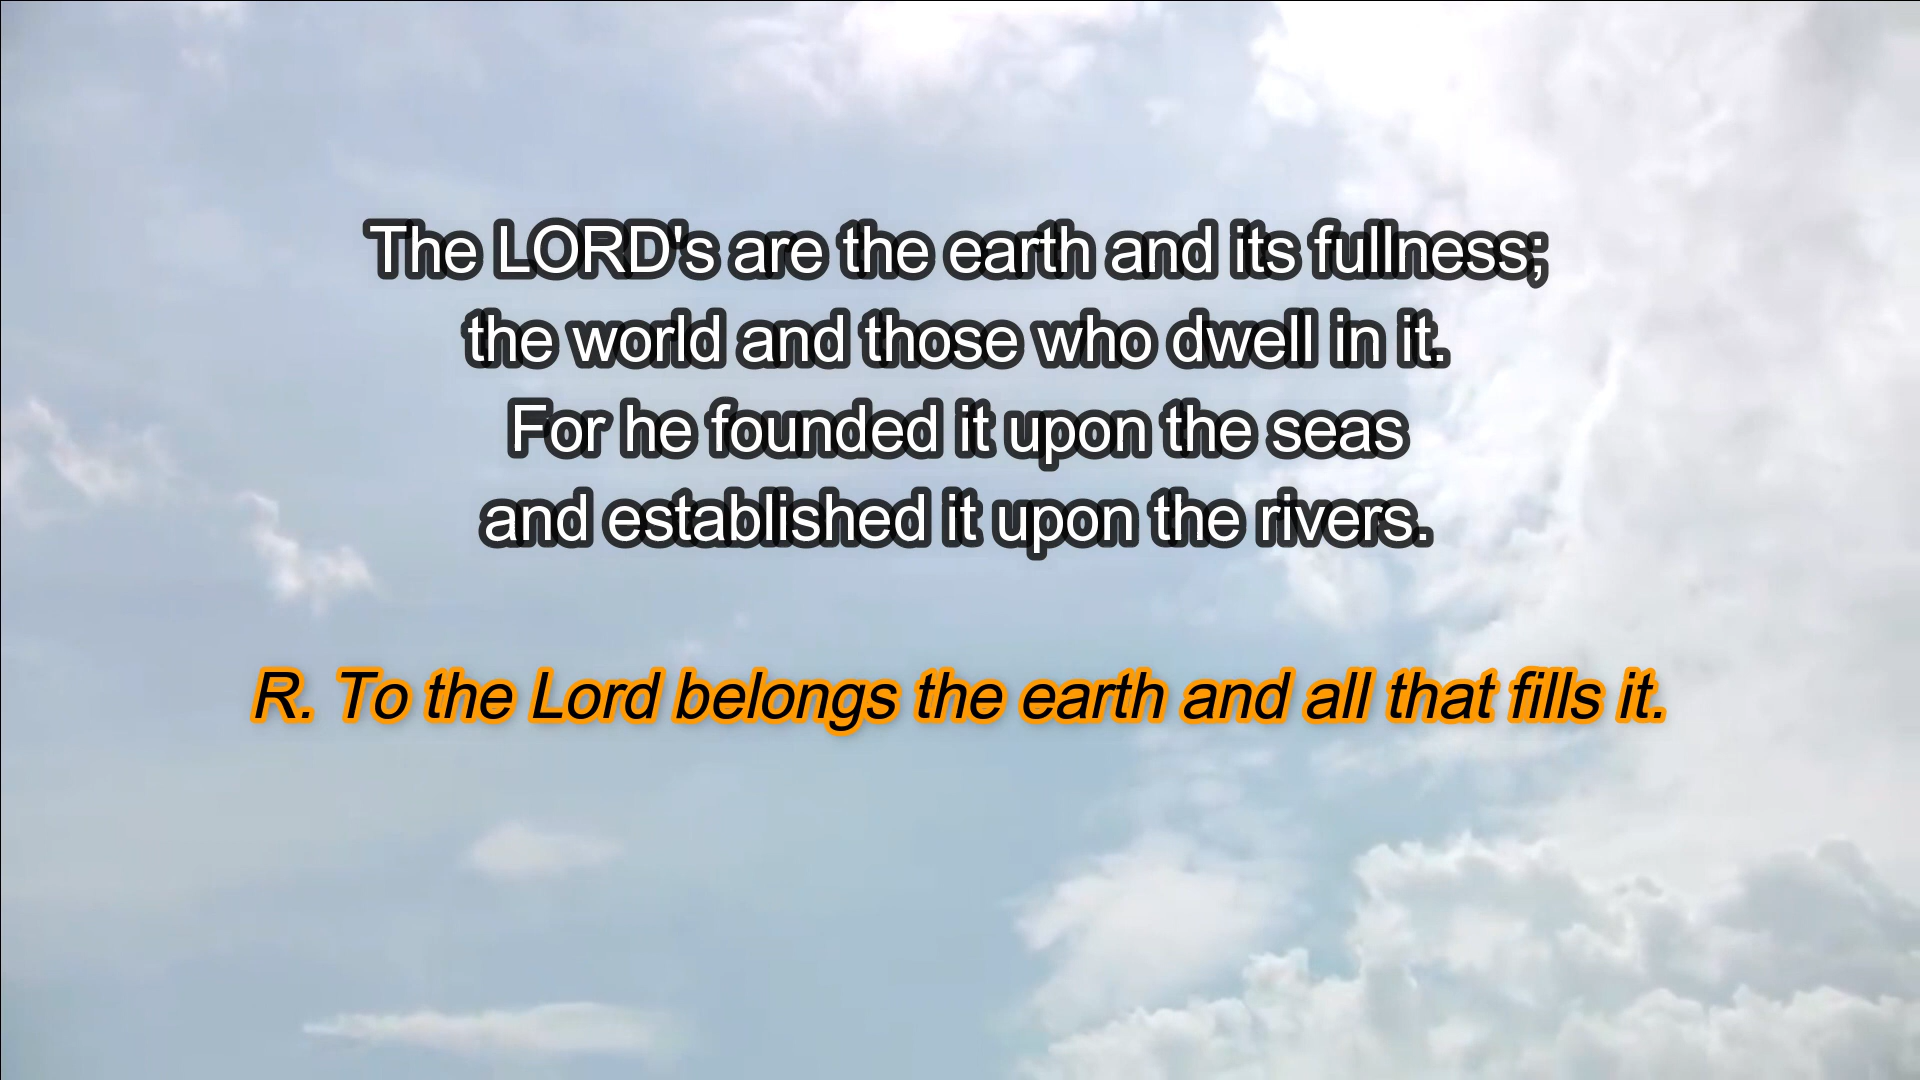 The LORD's are the earth and its fullness;
the world and those who dwell in it.
For he founded it upon the seas
and established it upon the rivers.
R. To the Lord belongs the earth and all that fills it.